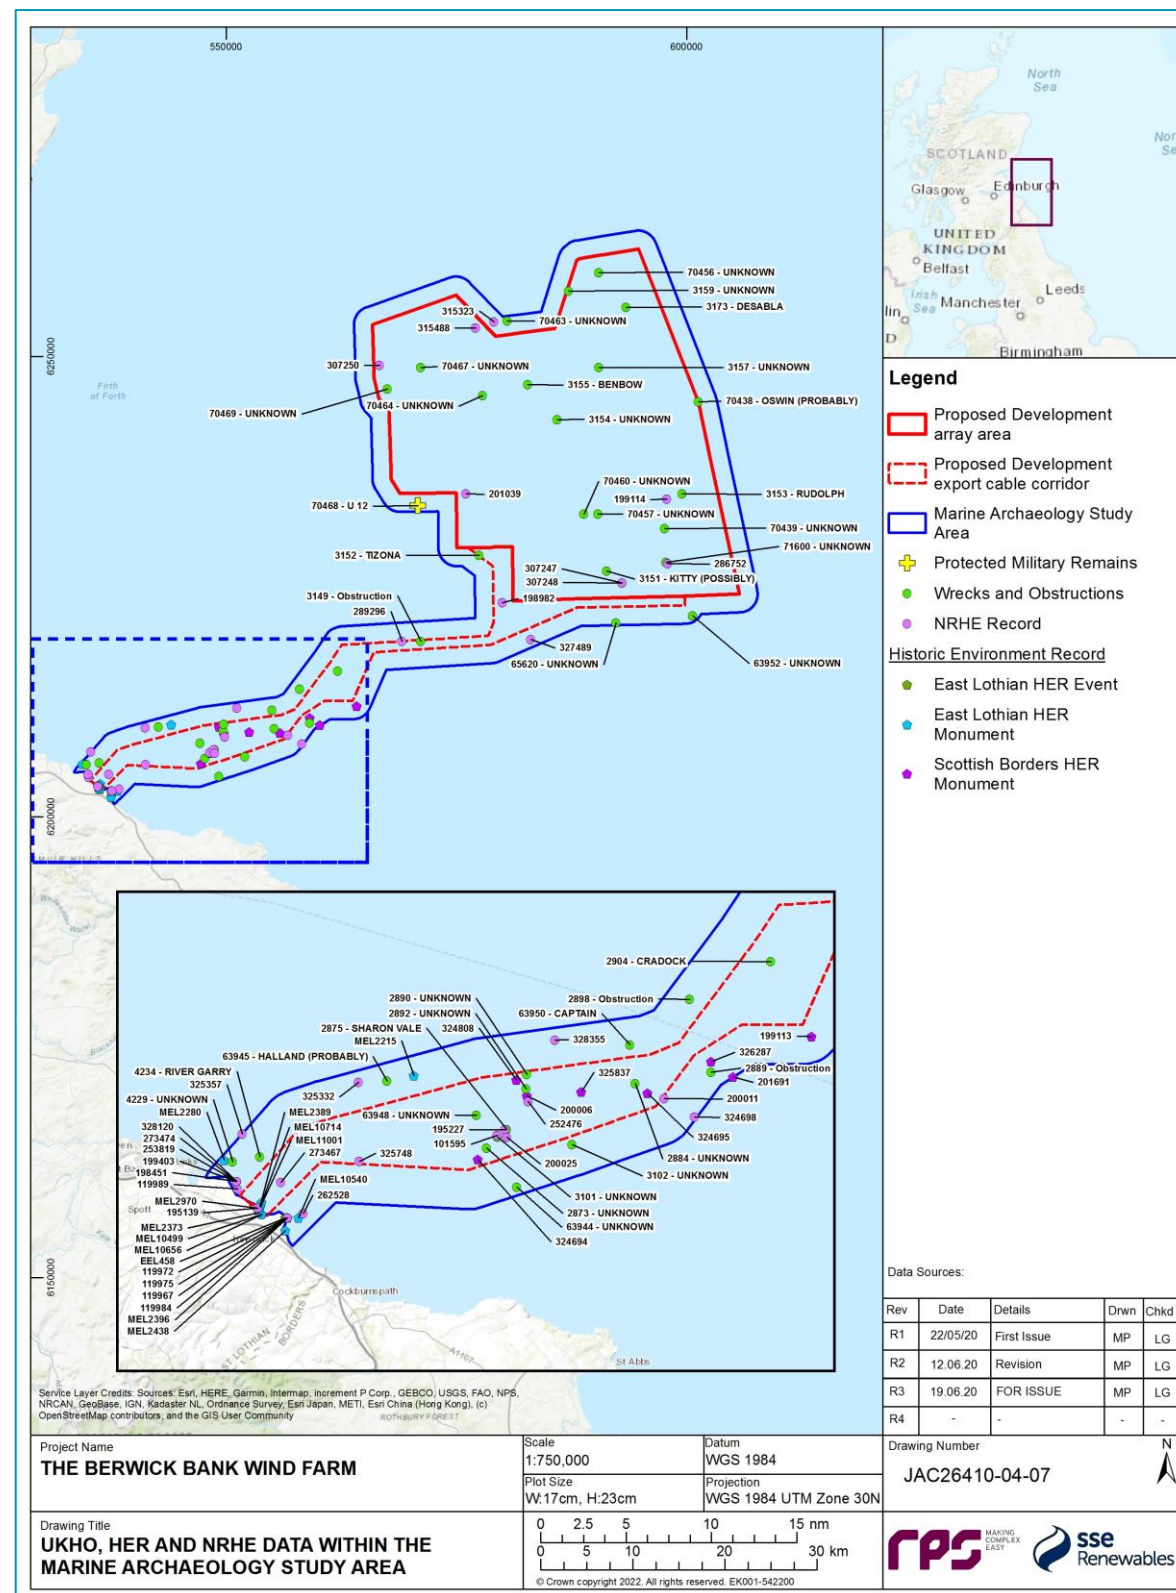 550000
600000
6250000
6200000
6150000
Firth
of Forth
70456 - UNKNOWN
3159 - UNKNOWN
3173 - DESABLA
315323
70463 - UNKNOWN
315488
307250
70467 - UNKNOWN
3157 - UNKNOWN
3155 - BENBOW
70469 - UNKNOWN
70464 - UNKNOWN
70438 - OSWIN (PROBABLY)
3154 - UNKNOWN
70460 - UNKNOWN
201039
199114
3153 - RUDOLPH
70468 - U 12
70457 - UNKNOWN
70439 - UNKNOWN
3152 - TIZONA
71600 - UNKNOWN
307247
286752
307248
3151 - KITTY (POSSIBLY)
198982
3149 - Obstruction
289296
327489
65620 - UNKNOWN
63952 - UNKNOWN
MUIR HILLS
2904 - CRADOCK
2890 - UNKNOWN
2898 - Obstruction
2892 - UNKNOWN
63950 - CAPTAIN
2875 - SHARON VALE
324808
MEL2215
328355
199113
63945 - HALLAND (PROBABLY)
326287
4234 - RIVER GARRY
325837
2889 - Obstruction
325357
325332
201691
4229 - UNKNOWN
MEL2280
MEL2389
63948 - UNKNOWN
200006
200011
328120
MEL10714
195227
252476
324698
273474
MEL11001
101595
324695
253819
273467
325748
200025
2884 - UNKNOWN
199403
198451
MEL10540
3102 - UNKNOWN
119989
262528
3101 - UNKNOWN
MEL2970
2873 - UNKNOWN
195139
63944 - UNKNOWN
MEL2373
324694
MEL10499
MEL10656
EEL458
119972
119975
119967
119984
MEL2396
MEL2438
Spott
Cockburnspath
EAST LOTHIAN
BORDERS
A1107
St Abbs
ROTHBURY FOREST
Service Layer Credits: Sources: Esri, HERE, Garmin, Intermap, increment P Corp., GEBCO, USGS, FAO, NPS,
NRCAN, GeoBase, IGN, Kadaster NL, Ordnance Survey, Esri Japan, METI, Esri China (Hong Kong), (c)
OpenStreetMap contributors, and the GIS User Community
North
Sea
SCOTLAND
Glasgow
Edinburgh
UNITED
KINGDOM
Belfast
Irish
Sea
Manchester
Leeds
Birmingham
Legend
Proposed Development
array area
Proposed Development
export cable corridor
Marine Archaeology Study
Area
Protected Military Remains
Wrecks and Obstructions
NRHE Record
Historic Environment Record
East Lothian HER Event
East Lothian HER
Monument
Scottish Borders HER
Monument
Data Sources:
Rev Date Details Drwn Chkd
R1 22/05/20 First Issue MP LG
R2 12.06.20 Revision MP LG
R3 19.06.20 FOR ISSUE MP LG
R4 - - - -
Project Name
THE BERWICK BANK WIND FARM
Scale
1:750,000
Datum
WGS 1984
Plot Size
W:17cm, H:23cm
Projection
WGS 1984 UTM Zone 30N
Drawing Number
JAC26410-04-07
N
Drawing Title
UKHO, HER AND NRHE DATA WITHIN THE
MARINE ARCHAEOLOGY STUDY AREA
0 2.5 5 10 15 nm
0 5 10 20 30 km
© Crown copyright 2022. All rights reserved. EK001-542200
rps
MAKING
COMPLEX
EASY
sse
Renewables